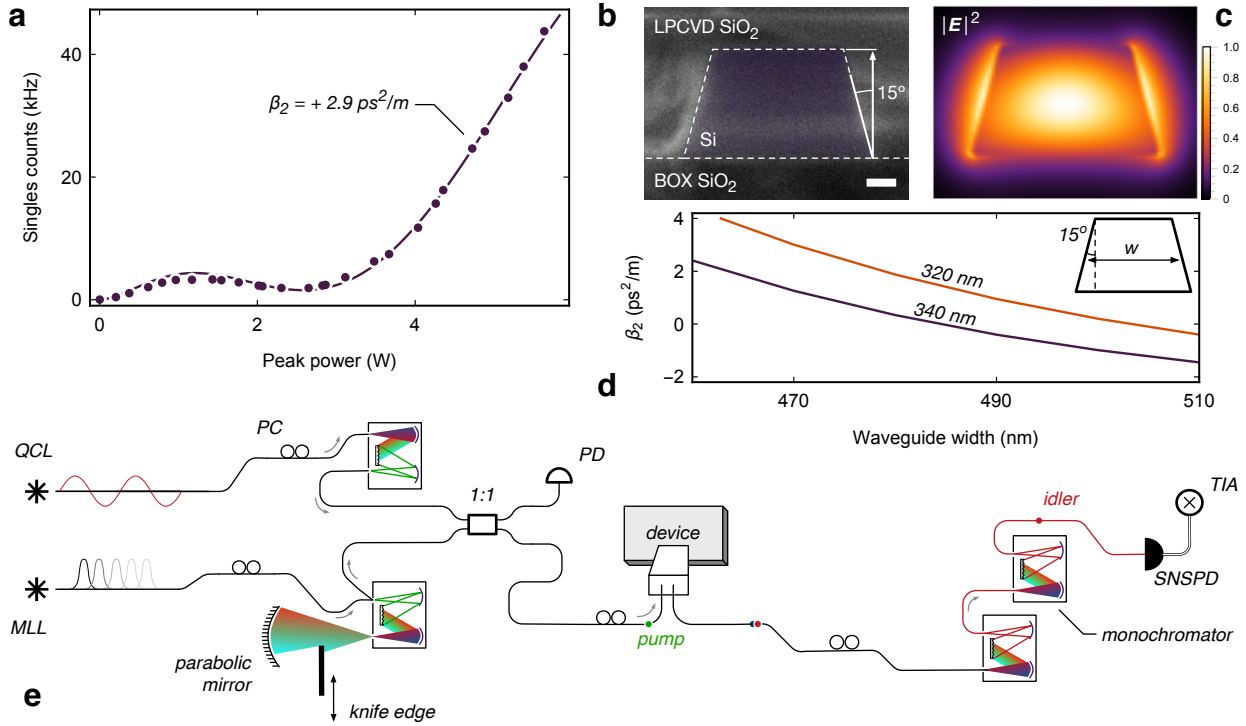 a
40
20
0
Singles counts (kHz)
β₂ = + 2.9 ps²/m
0
2
4
Peak power (W)
b
LPCVD SiO₂
15°
Si
BOX SiO₂
c
|E|²
1.0
0.8
0.6
0.4
0.2
0
4
2
0
−2
β₂ (ps²/m)
320 nm
340 nm
15°
w
470
490
510
Waveguide width (nm)
d
QCL
PC
PD
1:1
device
idler
TIA
SNSPD
MLL
pump
monochromator
parabolic
mirror
knife edge
e